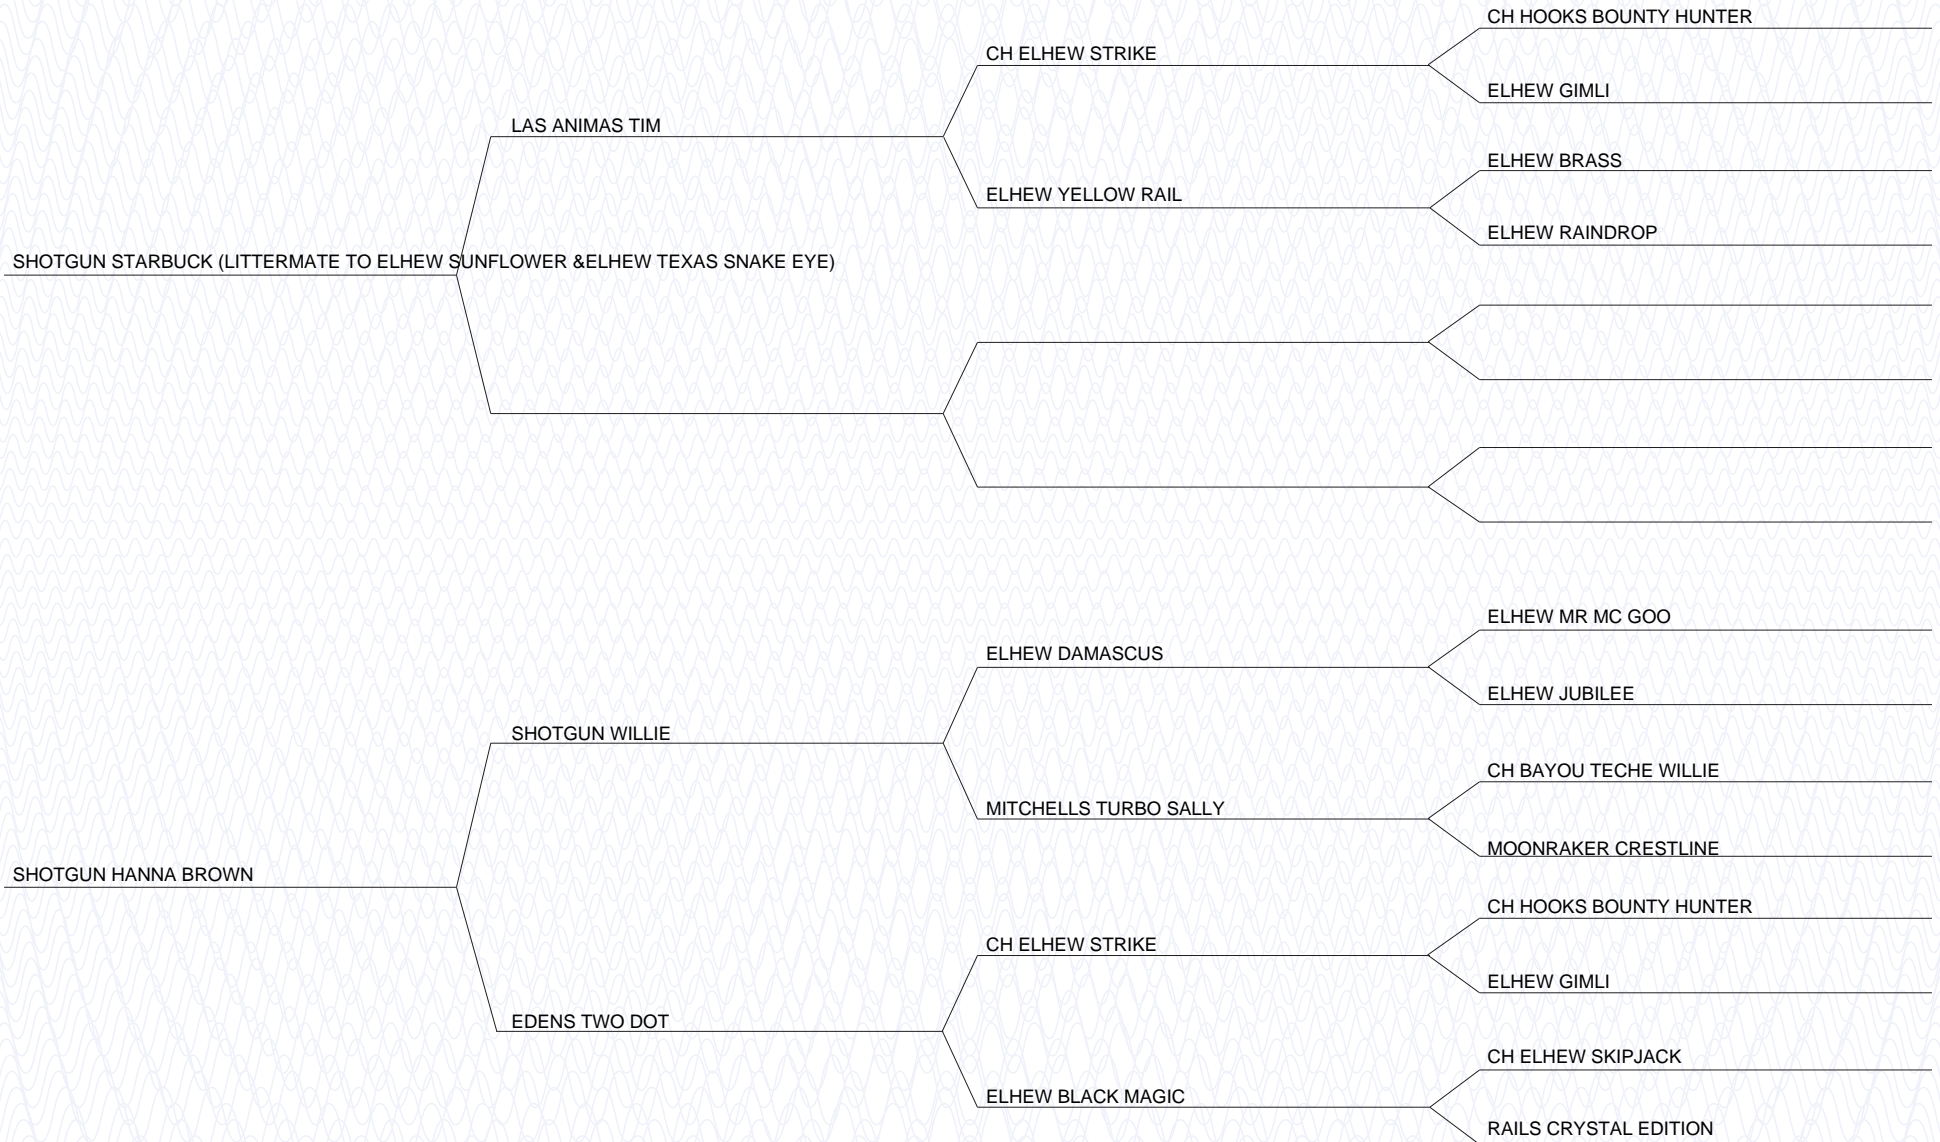 CH HOOKS BOUNTY HUNTER
CH ELHEW STRIKE
ELHEW GIMLI
LAS ANIMAS TIM
ELHEW BRASS
ELHEW YELLOW RAIL
ELHEW RAINDROP
SHOTGUN STARBUCK (LITTERMATE TO ELHEW SUNFLOWER &ELHEW TEXAS SNAKE EYE)
ELHEW MR MC GOO
ELHEW DAMASCUS
ELHEW JUBILEE
SHOTGUN WILLIE
CH BAYOU TECHE WILLIE
MITCHELLS TURBO SALLY
MOONRAKER CRESTLINE
SHOTGUN HANNA BROWN
CH HOOKS BOUNTY HUNTER
CH ELHEW STRIKE
ELHEW GIMLI
EDENS TWO DOT
CH ELHEW SKIPJACK
ELHEW BLACK MAGIC
RAILS CRYSTAL EDITION